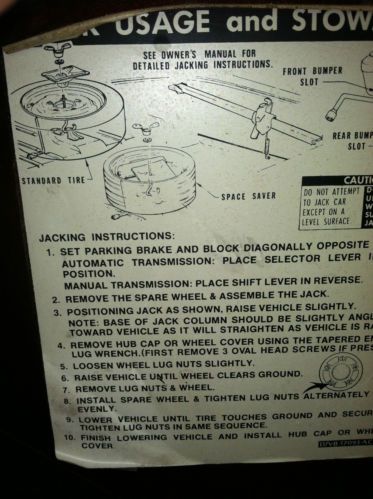 USAGE and STOW
SEE OWNER'S MANUAL FOR
DETAILED JACKING INSTRUCTIONS.
FRONT BUMPER
SLOT
REAR BUMP
SLOT
STANDARD TIRE
SPACE SAVER
CAUTI
DO NOT ATTEMPT
TO JACK CAR
EXCEPT ON A
LEVEL SURFACE
JACKING INSTRUCTIONS:
1. SET PARKING BRAKE AND BLOCK DIAGONALLY OPPOSITE
AUTOMATIC TRANSMISSION: PLACE SELECTOR LEVER I
POSITION.
MANUAL TRANSMISSION: PLACE SHIFT LEVER IN REVERSE.
2. REMOVE THE SPARE WHEEL & ASSEMBLE THE JACK.
3. POSITIONING JACK AS SHOWN, RAISE VEHICLE SLIGHTLY.
NOTE: BASE OF JACK COLUMN SHOULD BE SLIGHTLY ANGL
TOWARD VEHICLE AS IT WILL STRAIGHTEN AS VEHICLE IS RA
4. REMOVE HUB CAP OR WHEEL COVER USING THE TAPERED E
LUG WRENCH.(FIRST REMOVE 3 OVAL HEAD SCREWS IF PRES
5. LOOSEN WHEEL LUG NUTS SLIGHTLY.
6. RAISE VEHICLE UNTIL WHEEL CLEARS GROUND.
7. REMOVE LUG NUTS & WHEEL.
8. INSTALL SPARE WHEEL & TIGHTEN LUG NUTS ALTERNATELY
EVENLY.
9. LOWER VEHICLE UNTIL TIRE TOUCHES GROUND AND SECUR
TIGHTEN LUG NUTS IN SAME SEQUENCE.
10. FINISH LOWERING VEHICLE AND INSTALL HUB CAP OR WHE
COVER